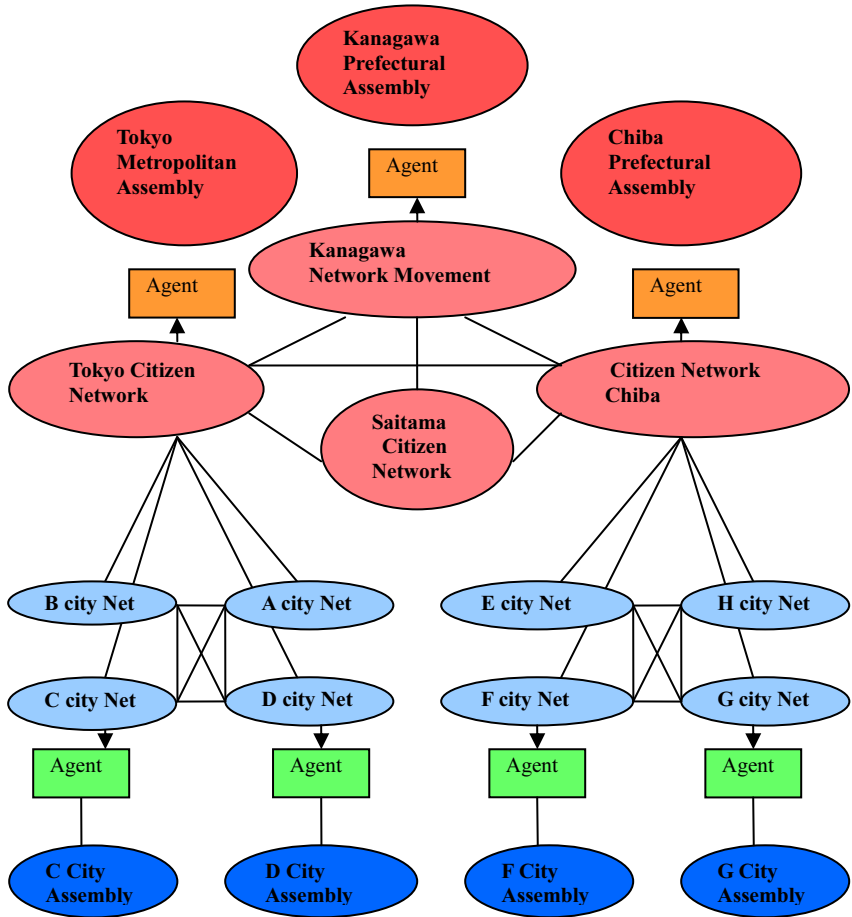 Kanagawa
Prefectural
Assembly
Tokyo
Metropolitan
Assembly
Chiba
Prefectural
Assembly
Agent
Kanagawa
Network Movement
Agent
Agent
Tokyo Citizen
Network
Citizen Network
Chiba
Saitama
Citizen
Network
B city Net
A city Net
E city Net
H city Net
C city Net
D city Net
F city Net
G city Net
Agent
Agent
Agent
Agent
C City
Assembly
D City
Assembly
F City
Assembly
G City
Assembly